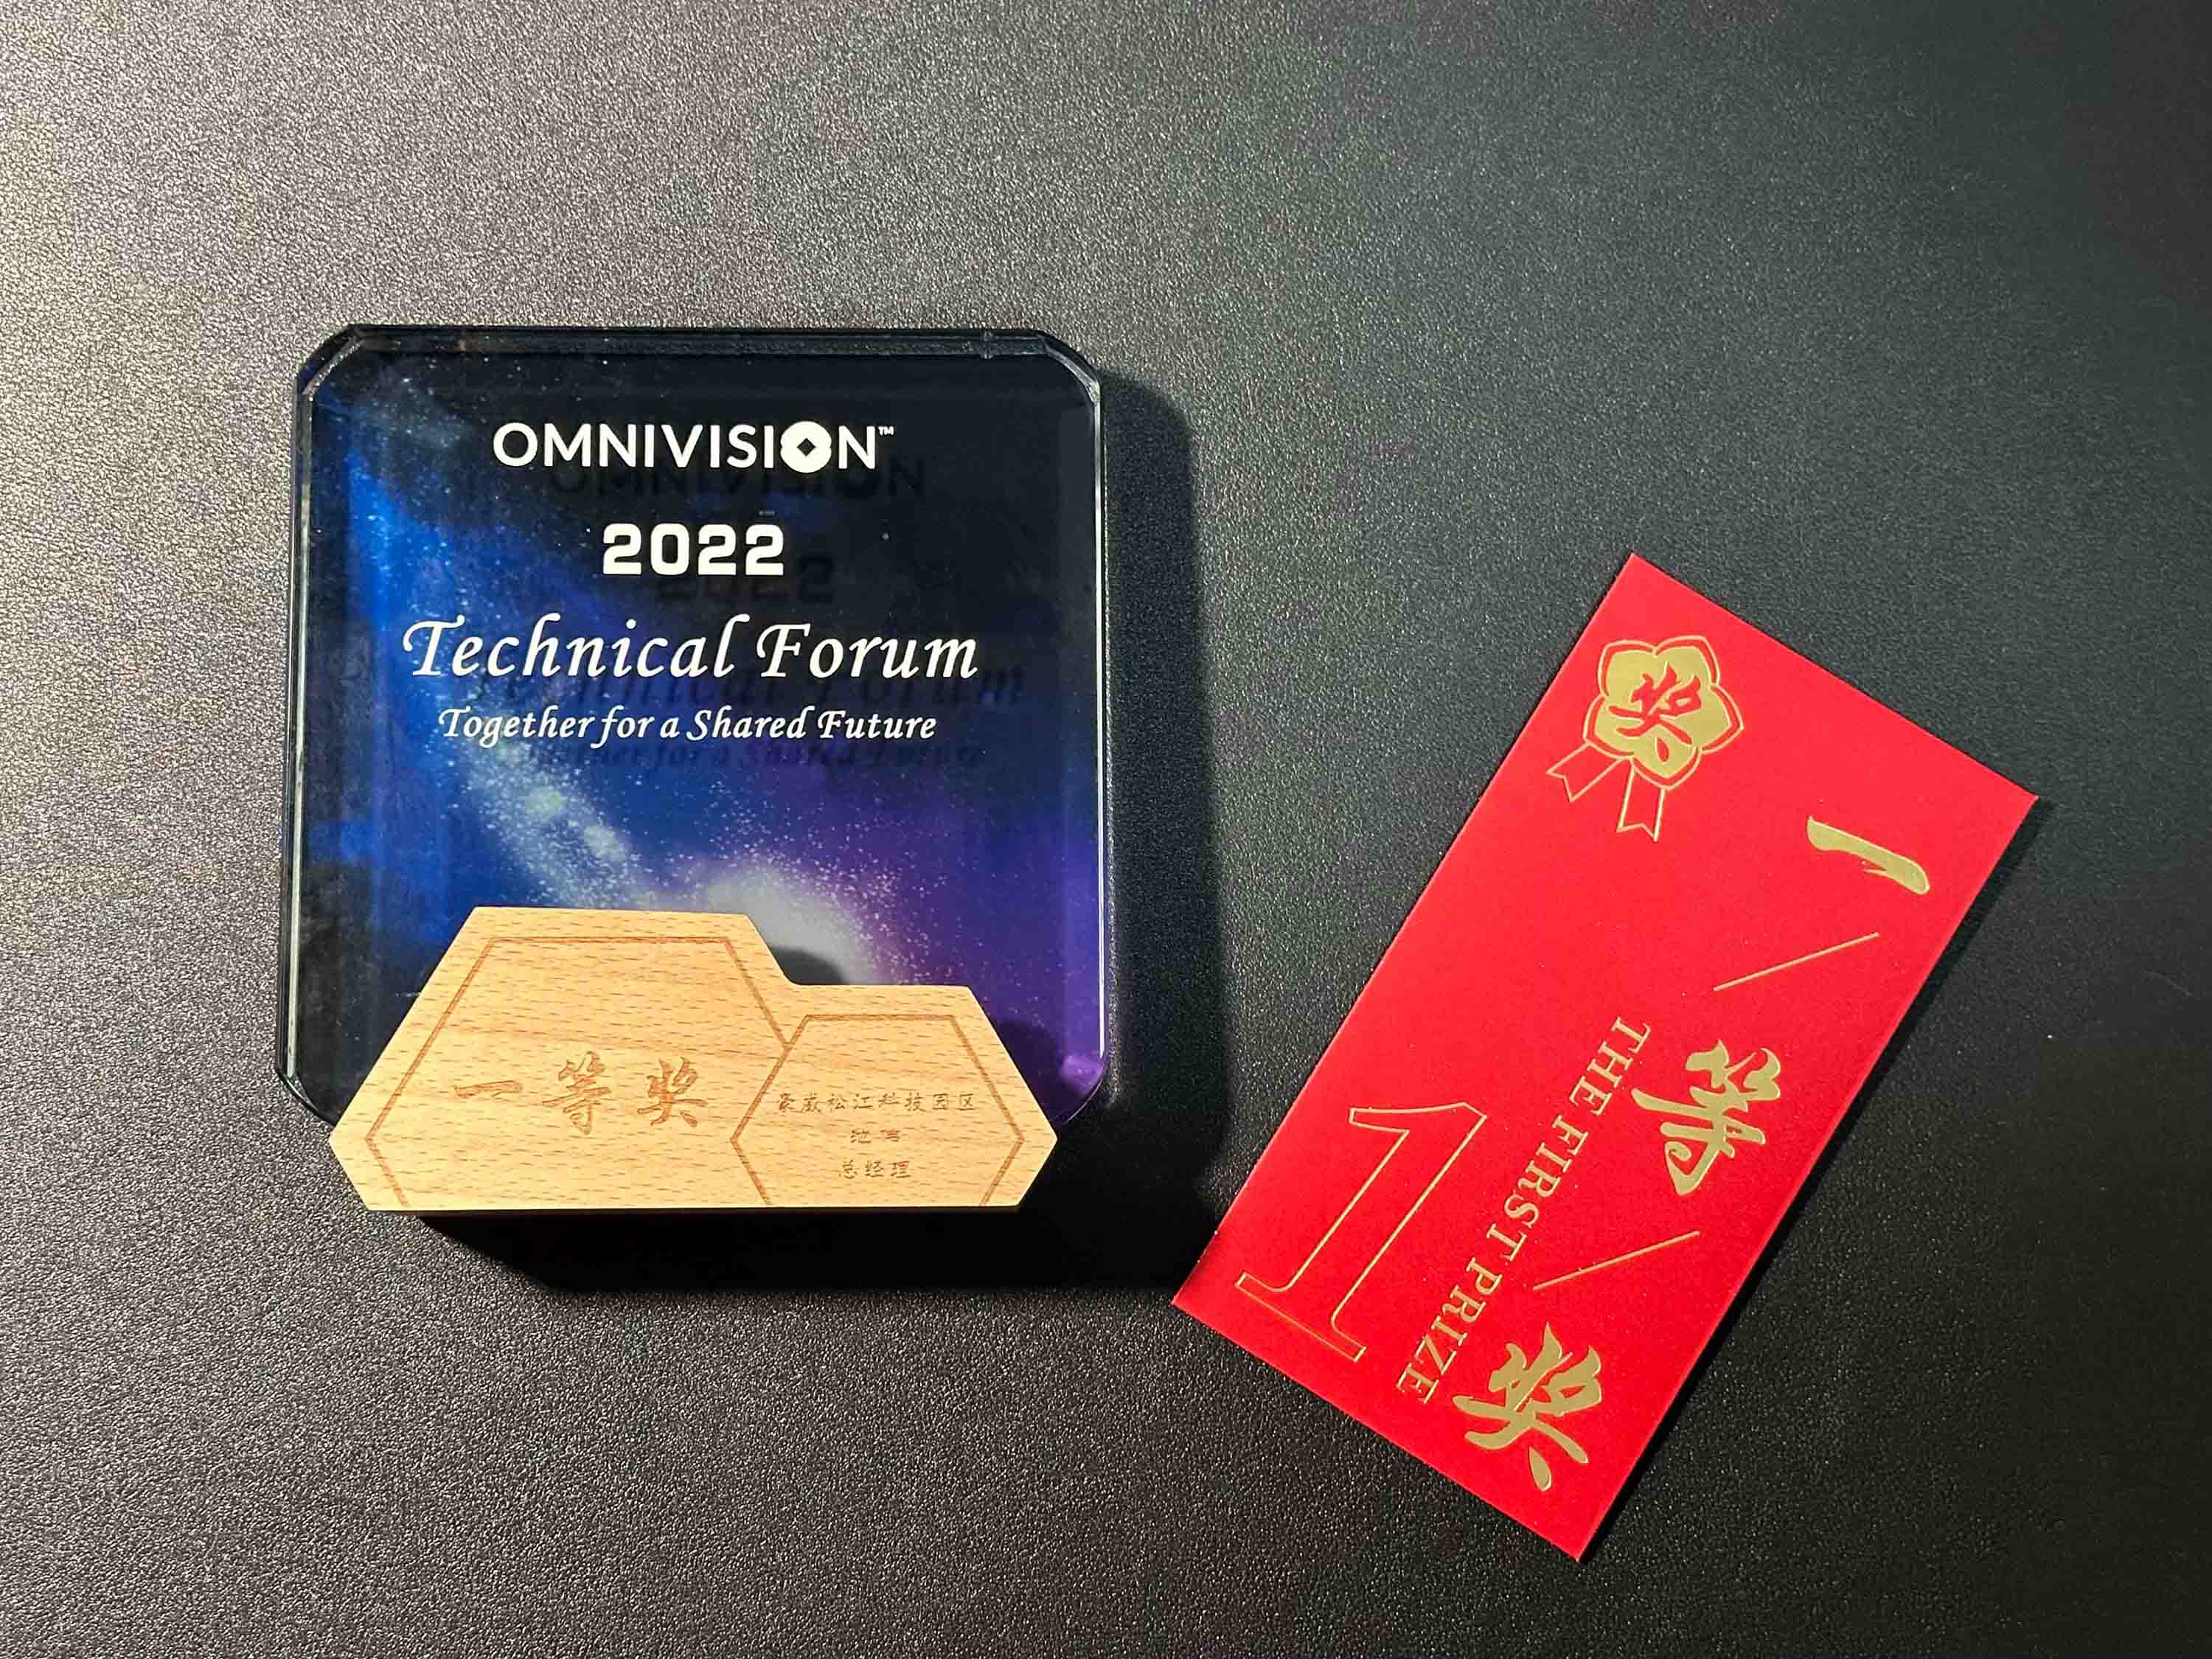 OMNIVISION™
2022
Technical Forum
Together for a Shared Future
一等奖
豪威松江科技园区
总经理
奖
一/等/奖
THE FIRST PRIZE
1